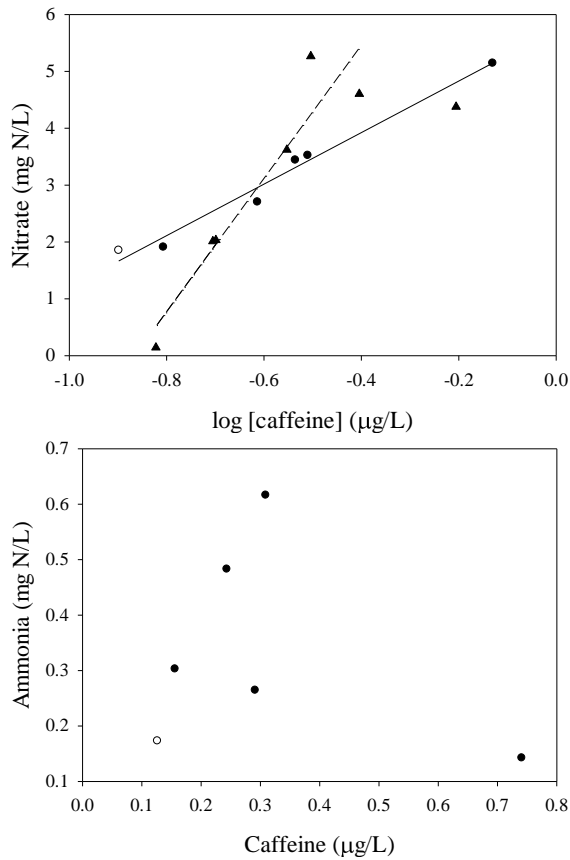 6
5
4
3
2
1
0
Nitrate (mg N/L)
-1.0 -0.8 -0.6 -0.4 -0.2 0.0
log [caffeine] (μg/L)
0.7
0.6
0.5
0.4
0.3
0.2
0.1
Ammonia (mg N/L)
0.0 0.1 0.2 0.3 0.4 0.5 0.6 0.7 0.8
Caffeine (μg/L)